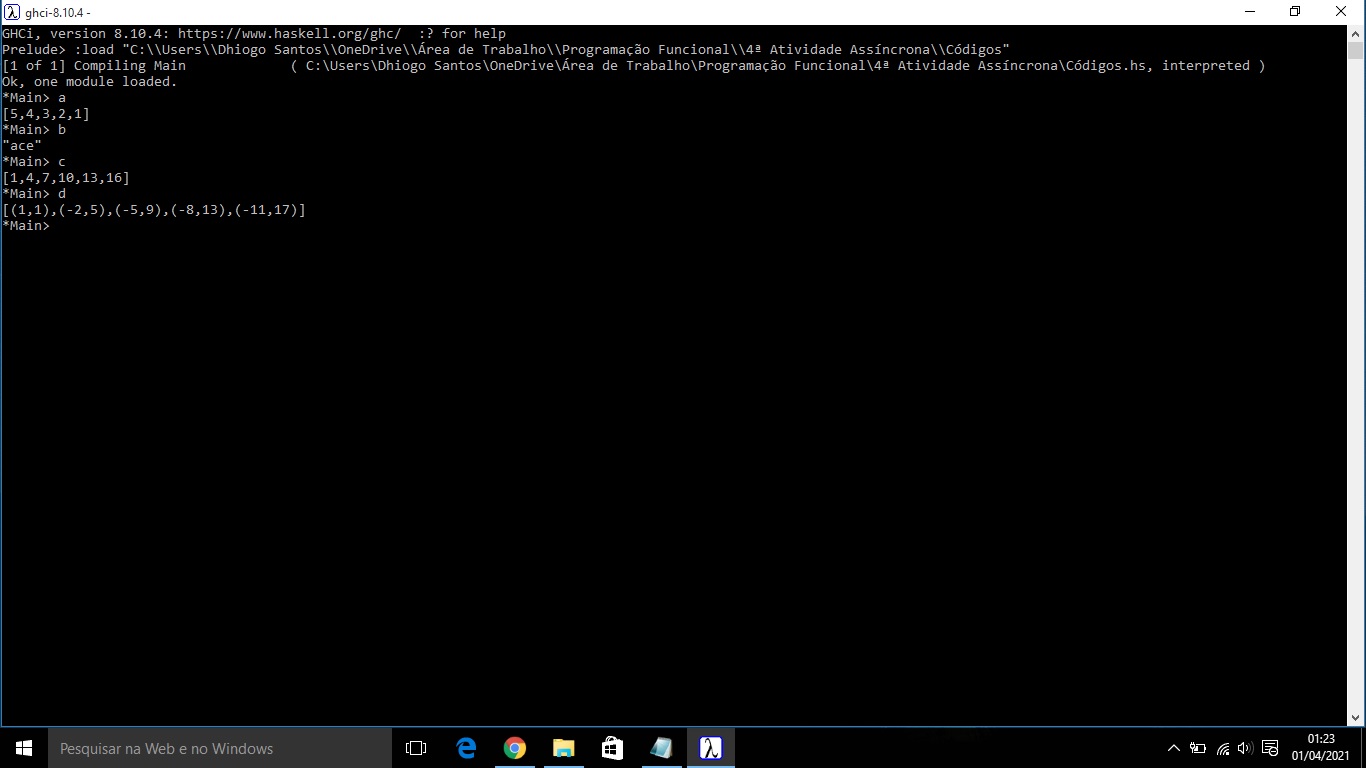 ghci-8.10.4 -
GHCi, version 8.10.4: https://www.haskell.org/ghc/  :? for help
Prelude> :load "C:\\Users\\Dhiogo Santos\\OneDrive\\Área de Trabalho\\Programação Funcional\\4ª Atividade Assíncrona\\Códigos"
[1 of 1] Compiling Main             ( C:\Users\Dhiogo Santos\OneDrive\Área de Trabalho\Programação Funcional\4ª Atividade Assíncrona\Códigos.hs, interpreted )
Ok, one module loaded.
*Main> a
[5,4,3,2,1]
*Main> b
"ace"
*Main> c
[1,4,7,10,13,16]
*Main> d
[(1,1),(-2,5),(-5,9),(-8,13),(-11,17)]
*Main>
Pesquisar na Web e no Windows
01:23
01/04/2021